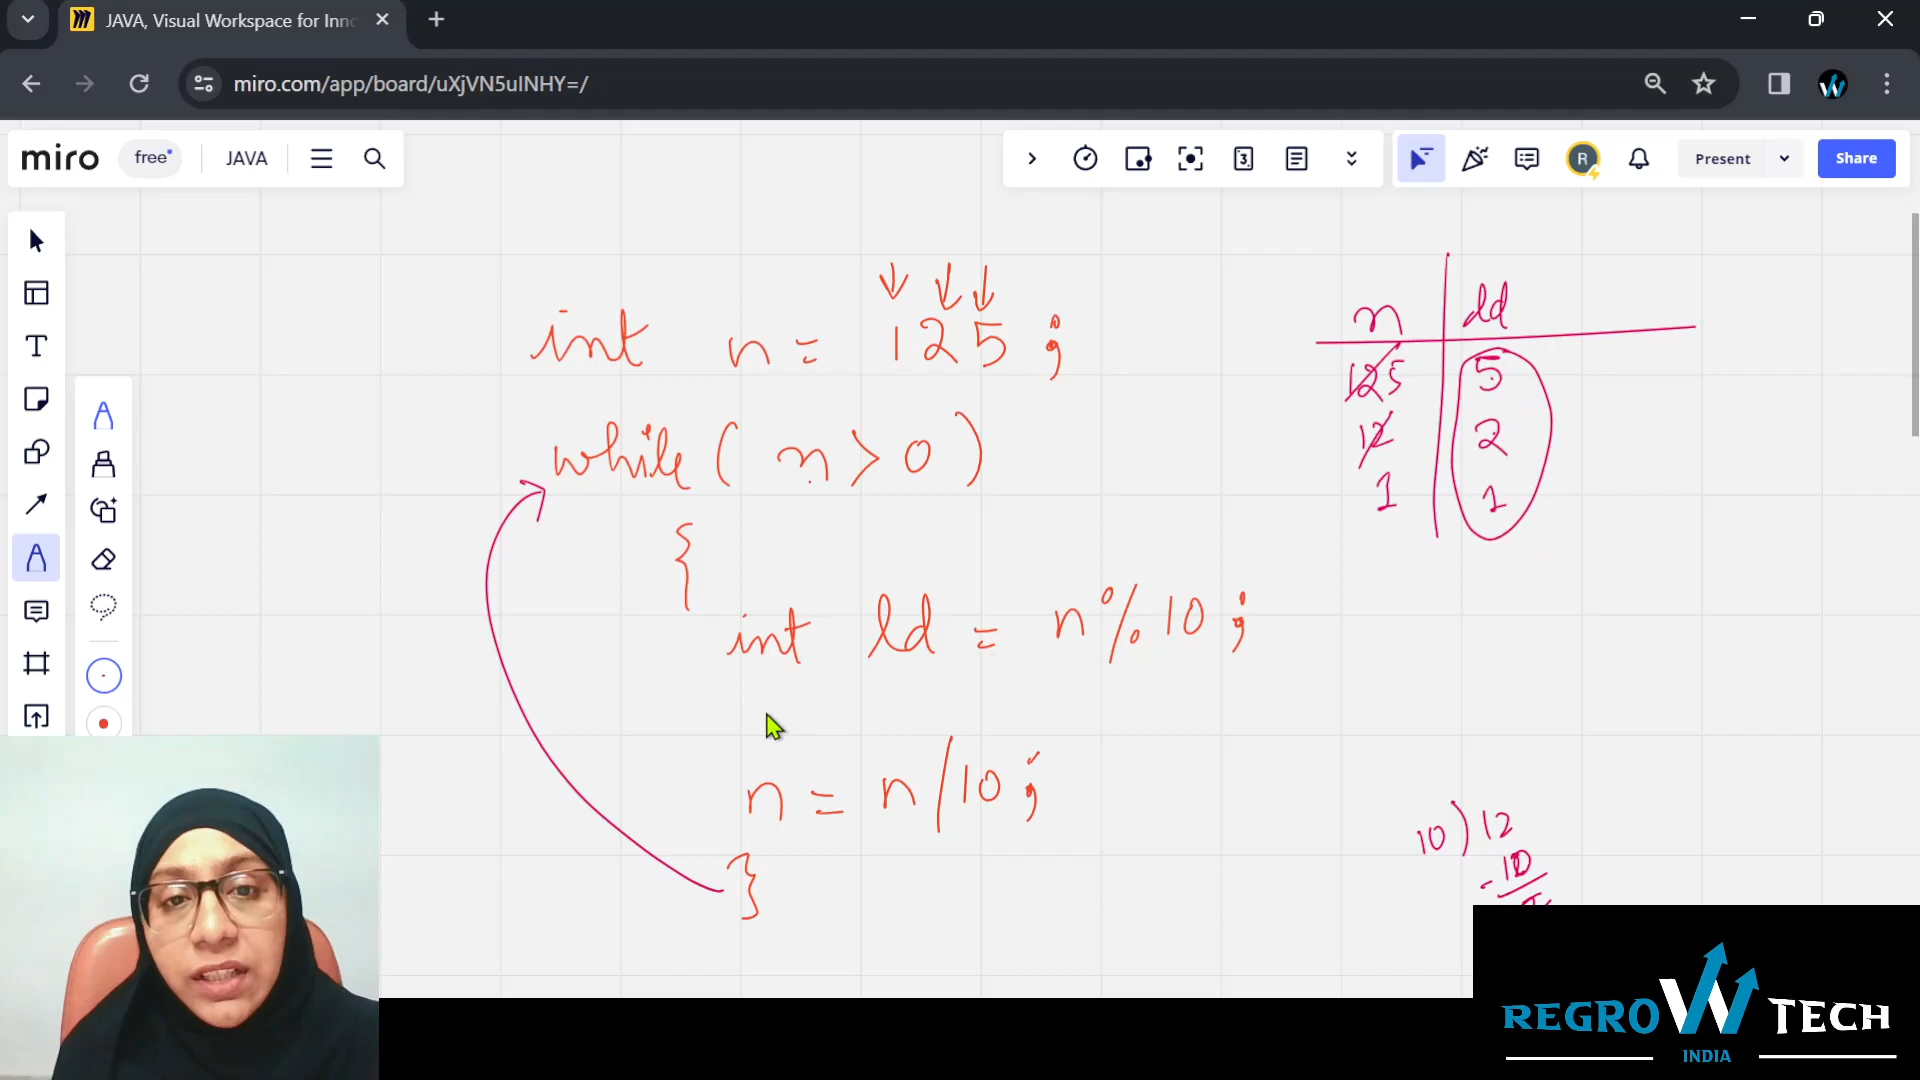 JAVA, Visual Workspace for Inno
miro.com/app/board/uXjVN5uINHY=/
miro free JAVA
3
R
Present
Share
int n = 125 ;
while ( n > 0 )
{
int ld = n % 10 ;
n = n / 10 ;
}
n ld
125 5
12 2
1 1
10 ) 12
- 10
REGROW TECH
INDIA